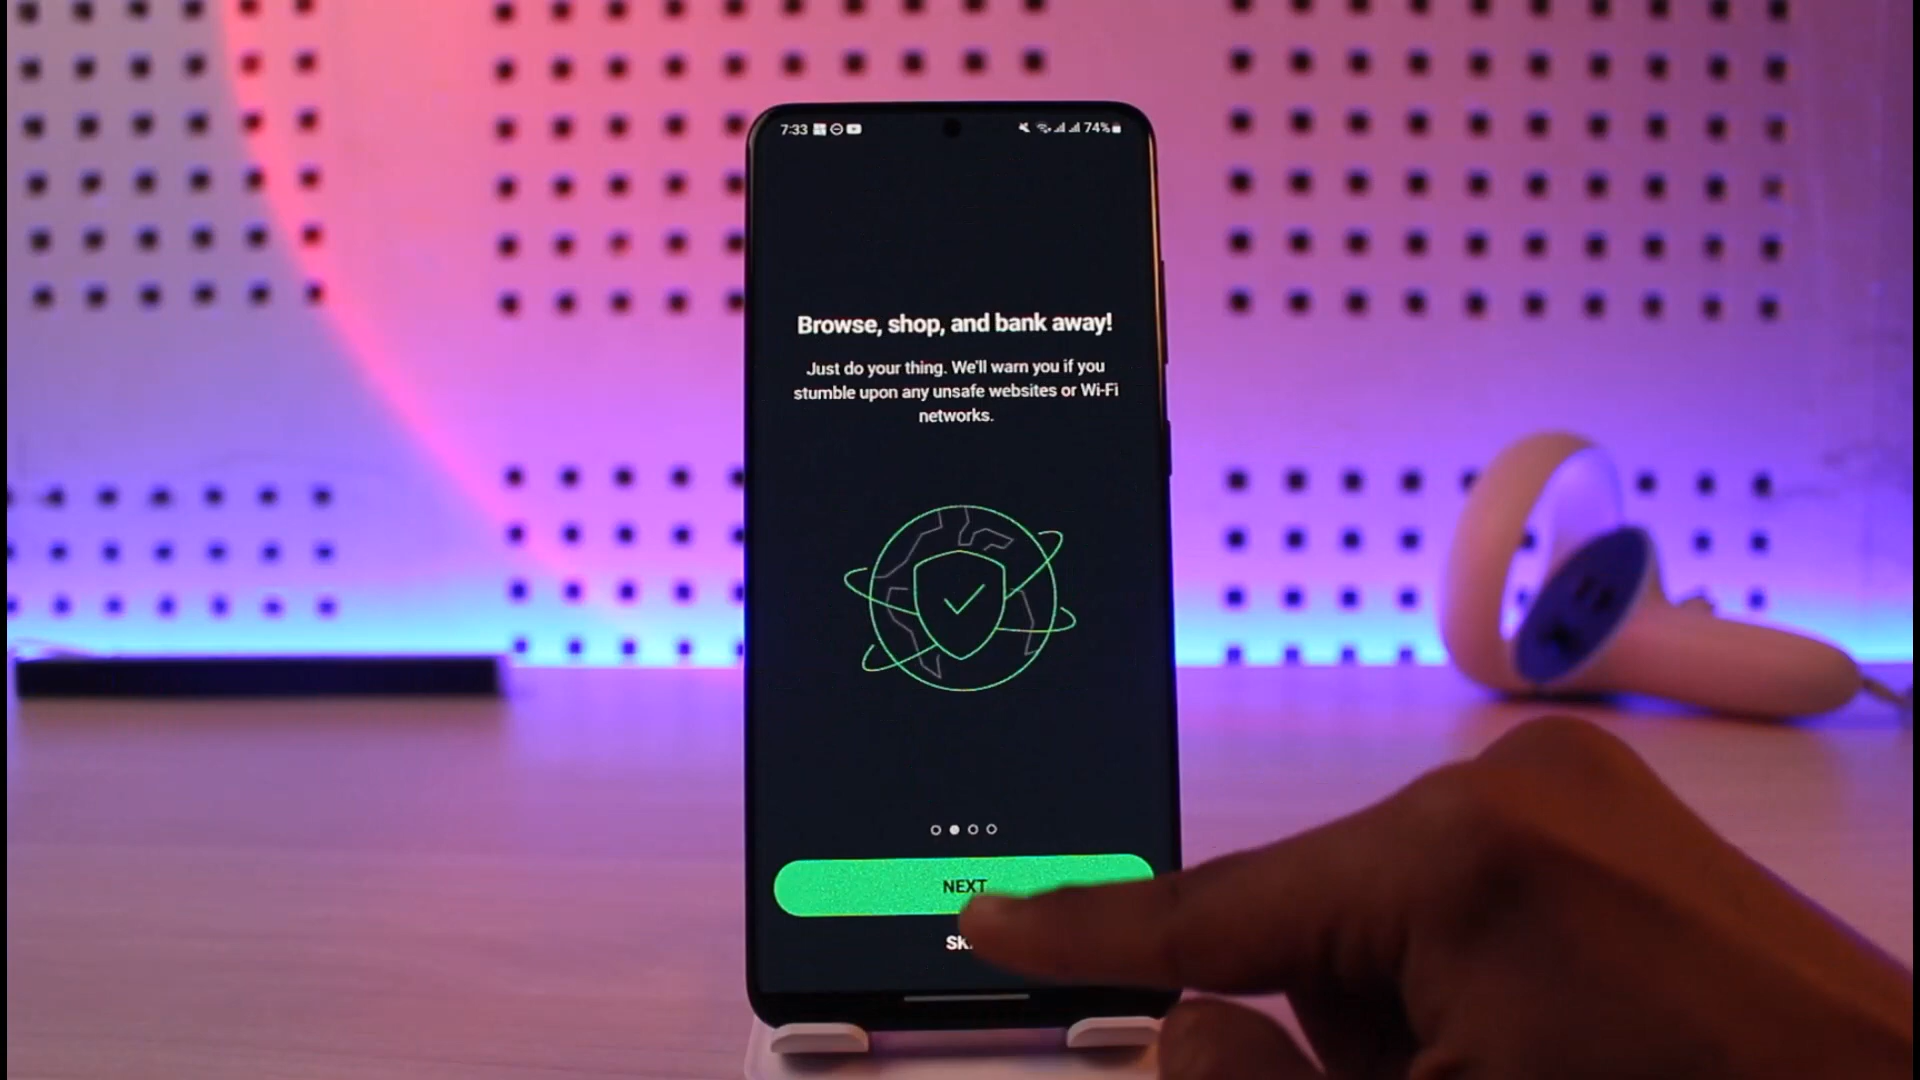 7:33
74%
Browse, shop, and bank away!
Just do your thing. We'll warn you if you
stumble upon any unsafe websites or Wi-Fi
networks.
NEXT